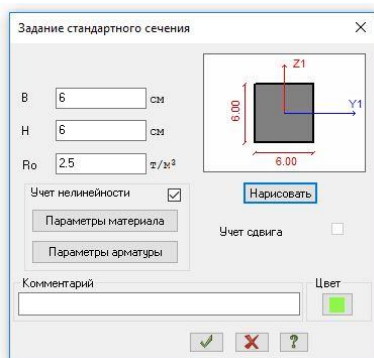 Задание стандартного сечения
B 6 см
H 6 см
Ro 2.5 т/м³
Z1
Y1
6.00
6.00
Учет нелинейности
Параметры материала
Параметры арматуры
Нарисовать
Учет сдвига
Комментарий
Цвет
?